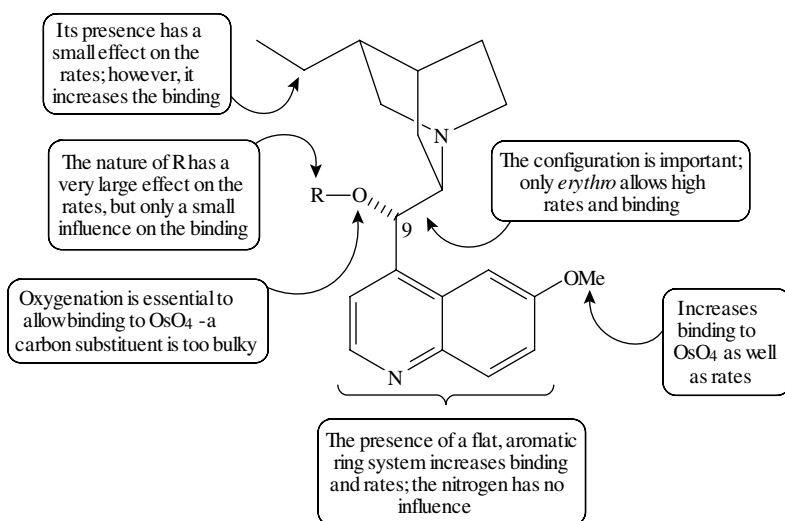 Its presence has a
small effect on the
rates; however, it
increases the binding
N
The nature of R has a
very large effect on the
rates, but only a small
influence on the binding
R
O
9
The configuration is important;
only erythro allows high
rates and binding
Oxygenation is essential to
allowbinding to OsO4 - a
carbon substituent is too bulky
OMe
Increases
binding to
OsO4 as well
as rates
N
The presence of a flat, aromatic
ring system increases binding
and rates; the nitrogen has no
influence